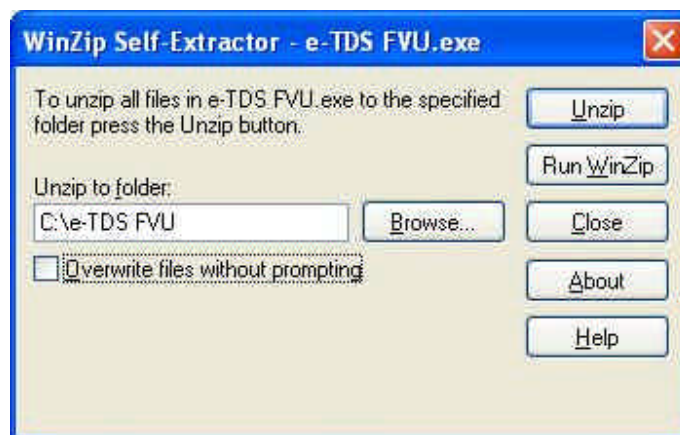 WinZip Self-Extractor - e-TDS FVU.exe
To unzip all files in e-TDS FVU.exe to the specified
folder press the Unzip button.
Unzip
Run WinZip
Unzip to folder:
C:\e-TDS FVU
Browse...
Close
Overwrite files without prompting
About
Help